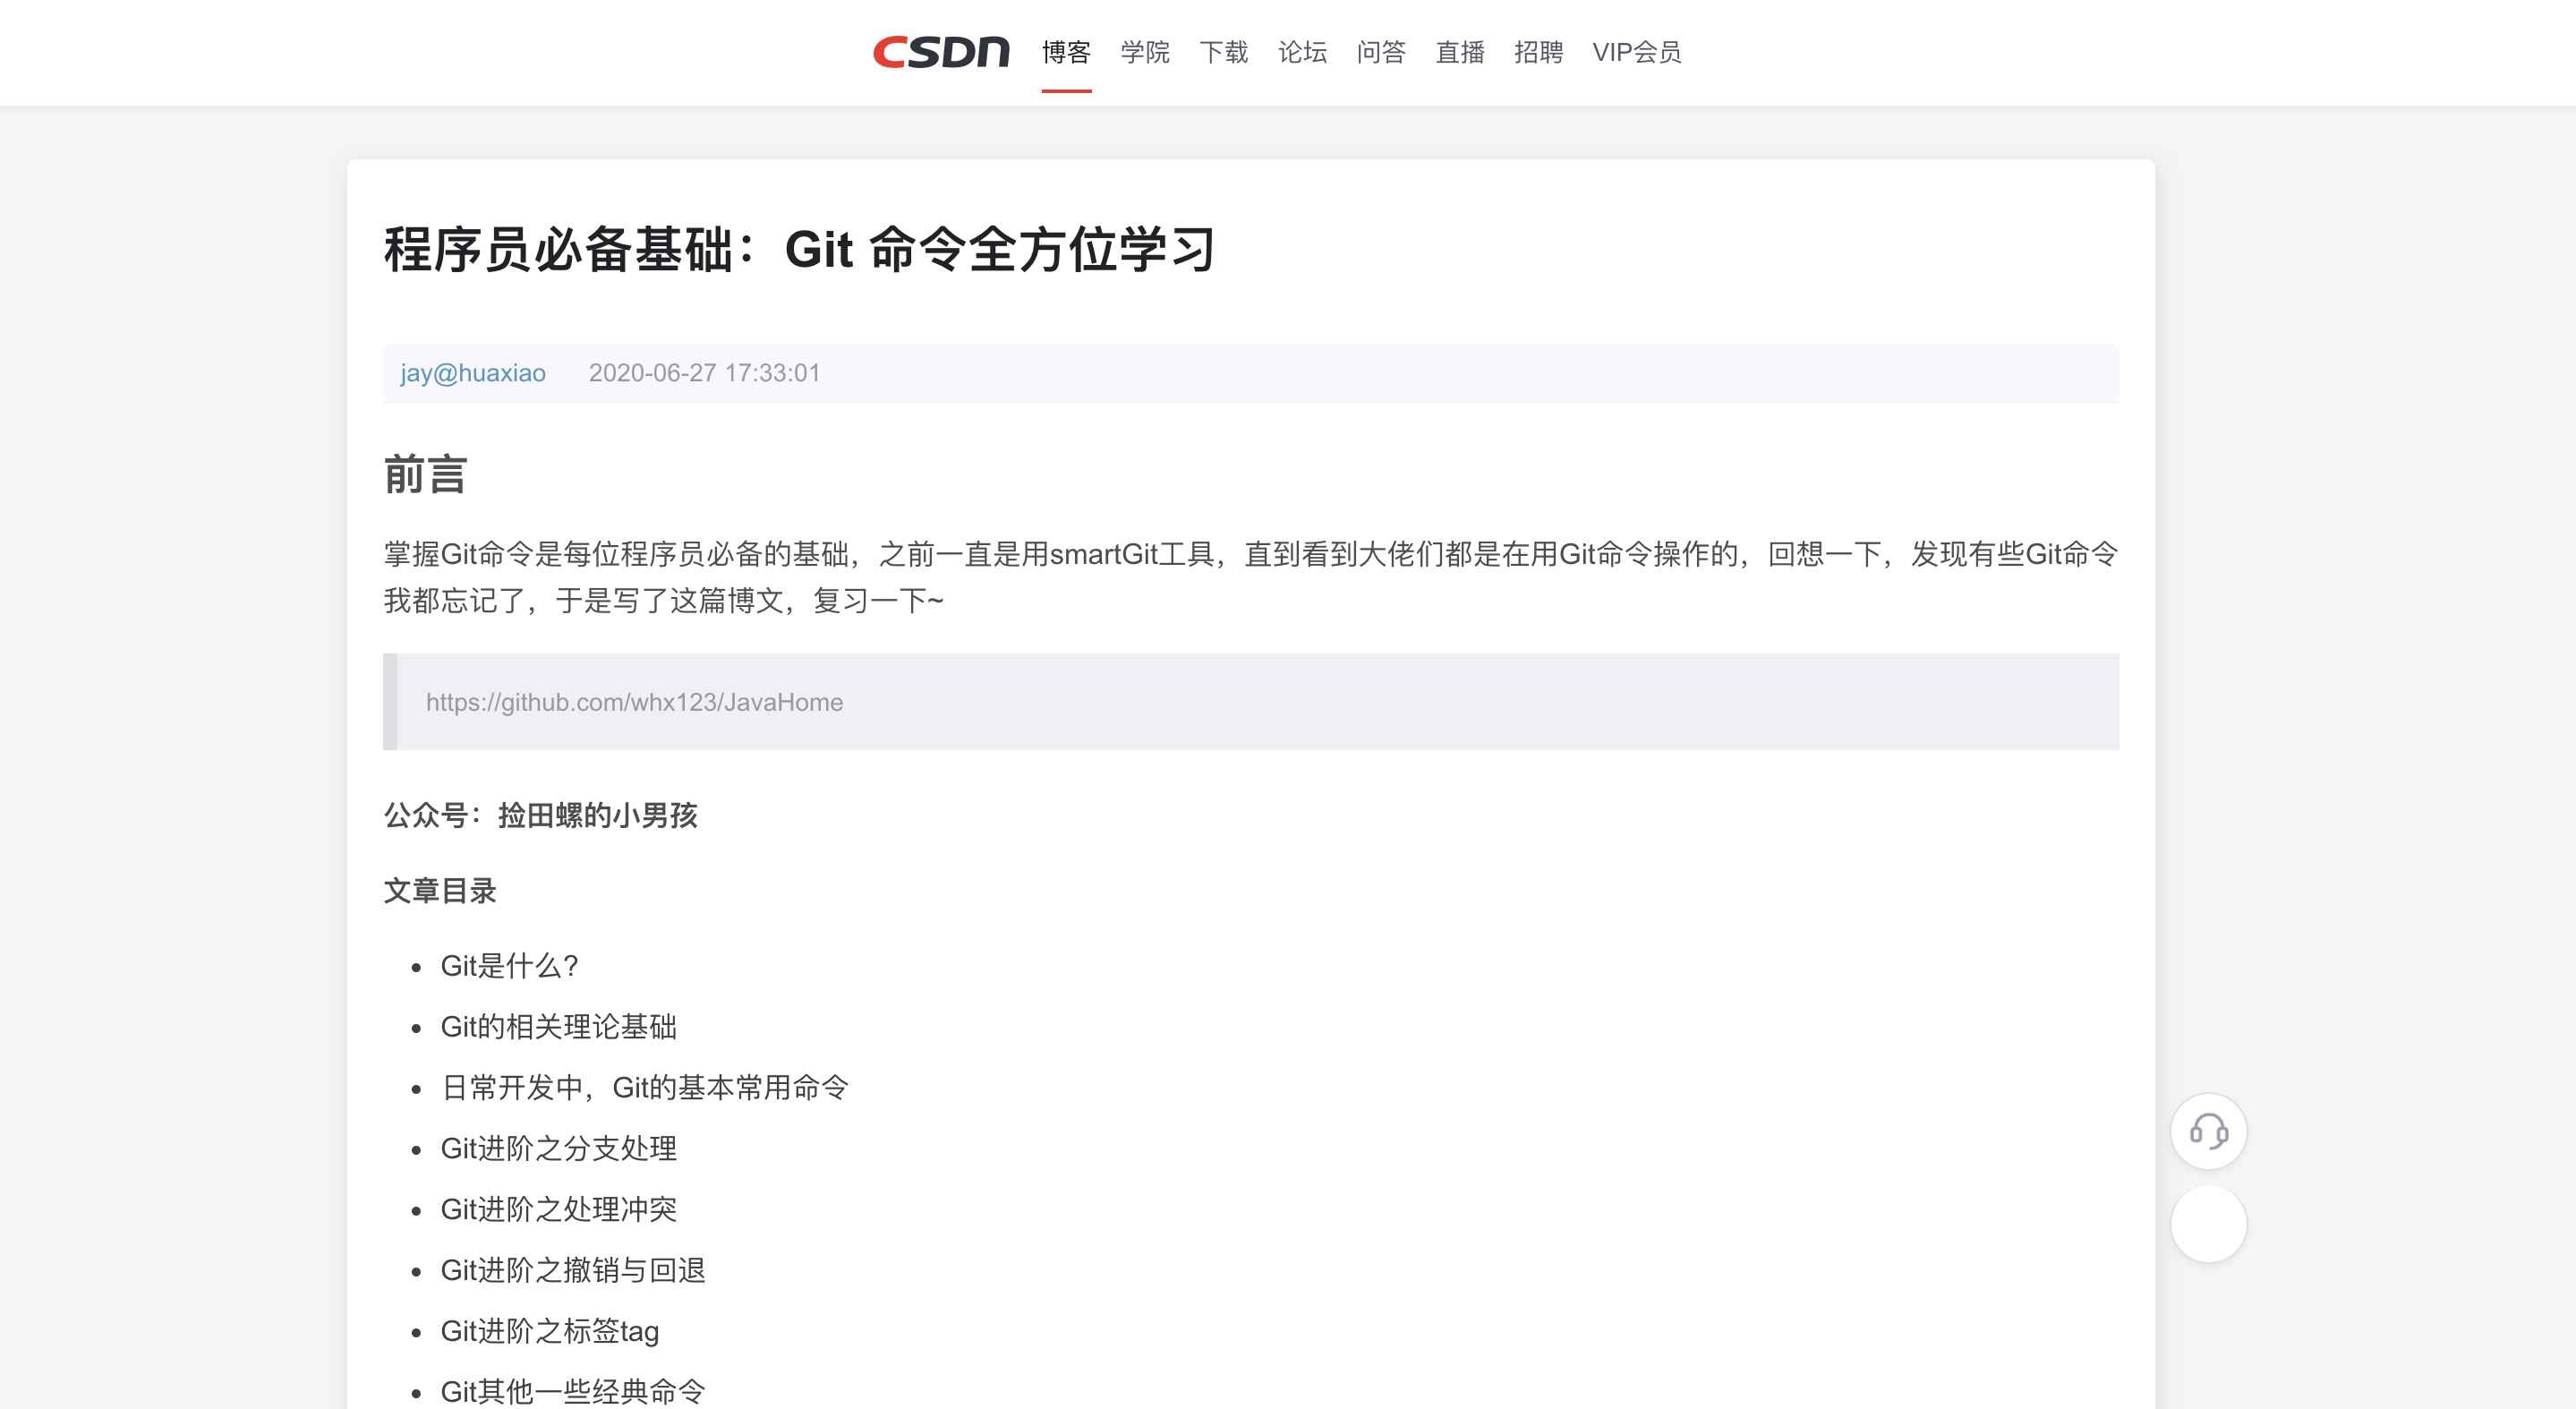 CSDN 博客 学院 下载 论坛 问答 直播 招聘 VIP会员
程序员必备基础：Git 命令全方位学习
jay@huaxiao 2020-06-27 17:33:01
前言
掌握Git命令是每位程序员必备的基础，之前一直是用smartGit工具，直到看到大佬们都是在用Git命令操作的，回想一下，发现有些Git命令
我都忘记了，于是写了这篇博文，复习一下~
https://github.com/whx123/JavaHome
公众号：捡田螺的小男孩
文章目录
Git是什么?
Git的相关理论基础
日常开发中，Git的基本常用命令
Git进阶之分支处理
Git进阶之处理冲突
Git进阶之撤销与回退
Git进阶之标签tag
Git其他一些经典命令